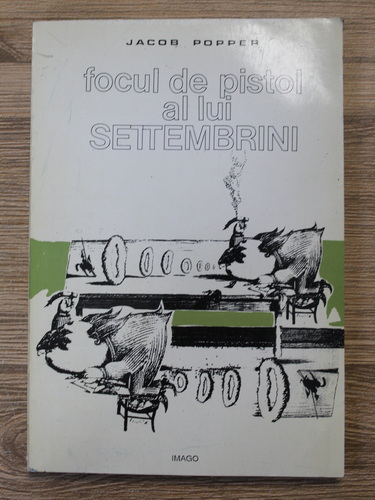 JACOB POPPER
focul de pistol
al lui
SETTEMBRINI
IMAGO